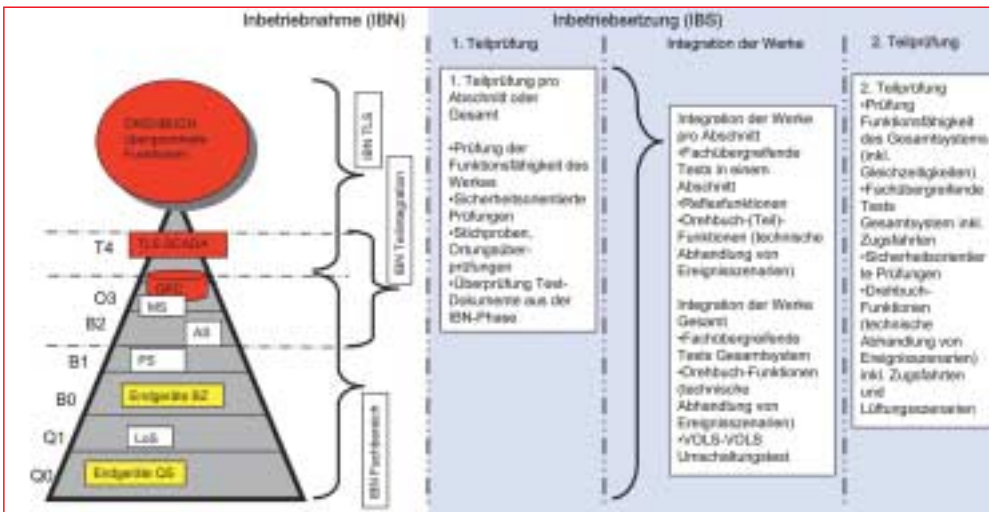 Inbetriebnahme (IBN)
Inbetriebsetzung (IBS)
1. Teilprüfung
Integration der Werke
2. Teilprüfung
DREHBUCH
übergeordnete
Funktionen
T4
TLS SCADA
O3
MS
B2
AS
B1
PS
B0
Endgeräte BZ
Q1
LoS
Q0
Endgeräte QS
IBN TLS
IBN Teilintegration
IBN Fachbereich
1. Teilprüfung pro
Abschnitt oder
Gesamt
•Prüfung der
Funktionsfähigkeit des
Werkes
•Sicherheitsorientierte
Prüfungen
•Stichproben,
Ortungsüber-
prüfungen
•Überprüfung Test-
Dokumente aus der
IBN-Phase
Integration der Werke
pro Abschnitt
•Fachübergreifende
Tests in einem
Abschnitt
•Reflexfunktionen
•Drehbuch-(Teil)-
Funktionen (technische
Abhandlung von
Ereignisszenarien)
Integration der Werke
Gesamt
•Fachübergreifende
Tests Gesamtsystem
•Drehbuch-Funktionen
(technische
Abhandlung von
Ereignisszenarien)
•VOLS-VOLS
Umschaltungstest
2. Teilprüfung
•Prüfung
Funktionsfähigkeit
des Gesamtsystems
(inkl.
Gleichzeitigkeiten)
•Fachübergreifende
Tests
Gesamtsystem inkl.
Zugsfahrten
•Sicherheitsorientier
te Prüfungen
•Drehbuch-
Funktionen
(technische
Abhandlung von
Ereignisszenarien)
inkl. Zugsfahrten
und
Lüftungsszenarien